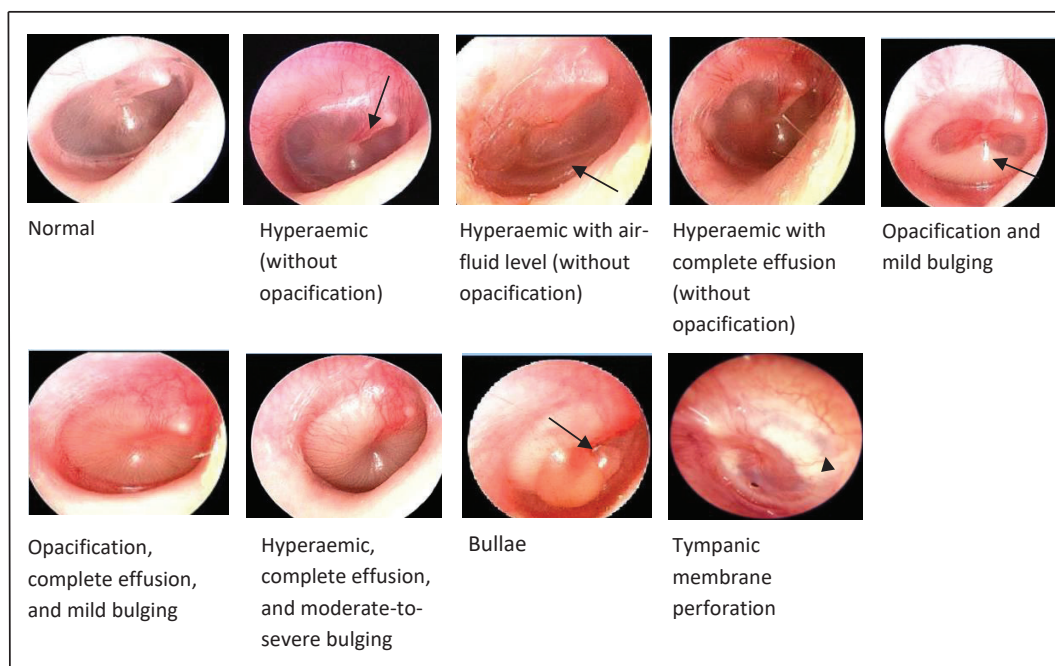 Normal
Hyperaemic
(without
opacification)
Hyperaemic with air-
fluid level (without
opacification)
Hyperaemic with
complete effusion
(without
opacification)
Opacification and
mild bulging
Opacification,
complete effusion,
and mild bulging
Hyperaemic,
complete effusion,
and moderate-to-
severe bulging
Bullae
Tympanic
membrane
perforation